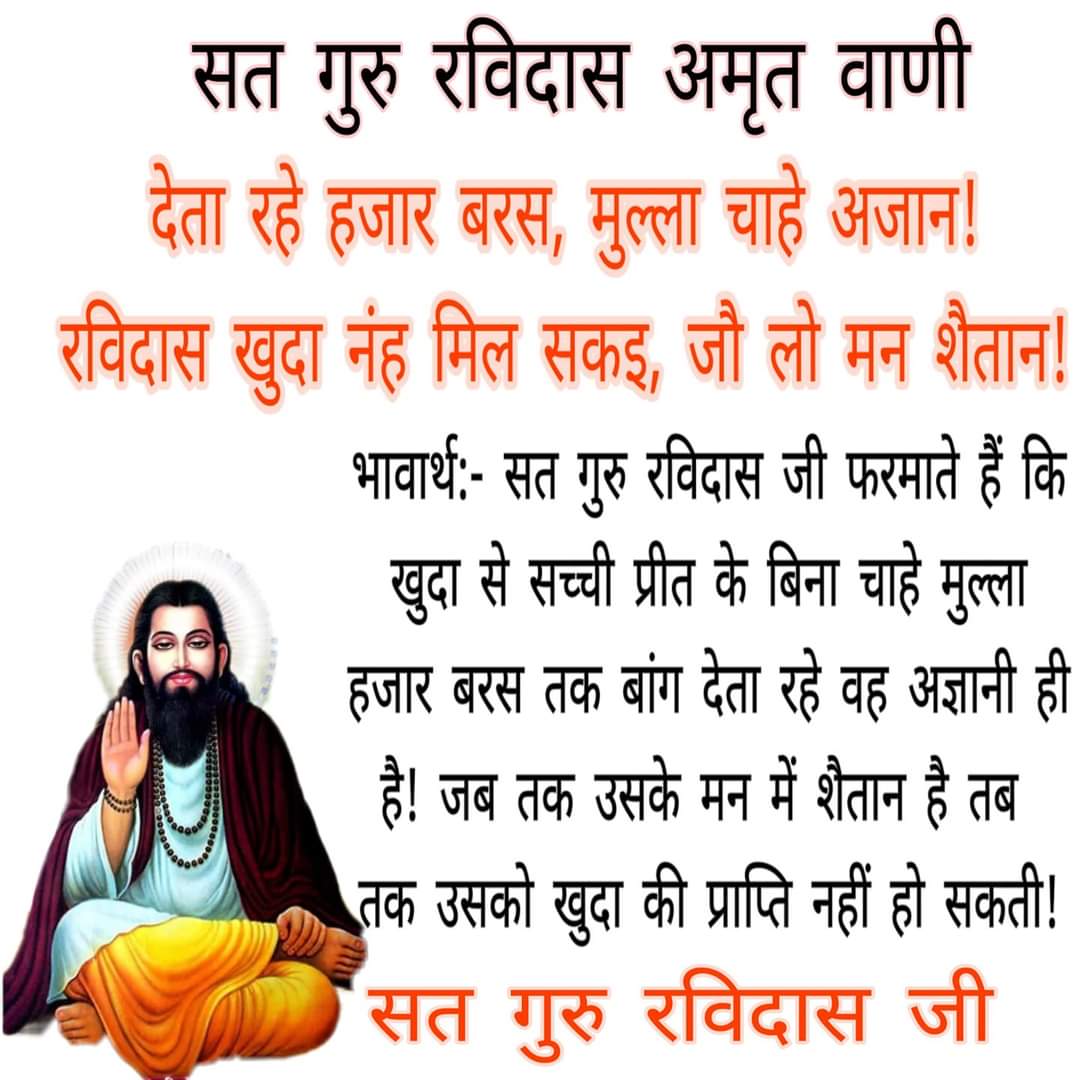 सत गुरु रविदास अमृत वाणी
देता रहे हजार बरस, मुल्ला चाहे अजान!
रविदास खुदा नंह मिल सकइ, जौ लो मन शैतान!
भावार्थ:- सत गुरु रविदास जी फरमाते हैं कि
खुदा से सच्ची प्रीत के बिना चाहे मुल्ला
हजार बरस तक बांग देता रहे वह अज्ञानी ही
है! जब तक उसके मन में शैतान है तब
तक उसको खुदा की प्राप्ति नहीं हो सकती!
सत गुरु रविदास जी